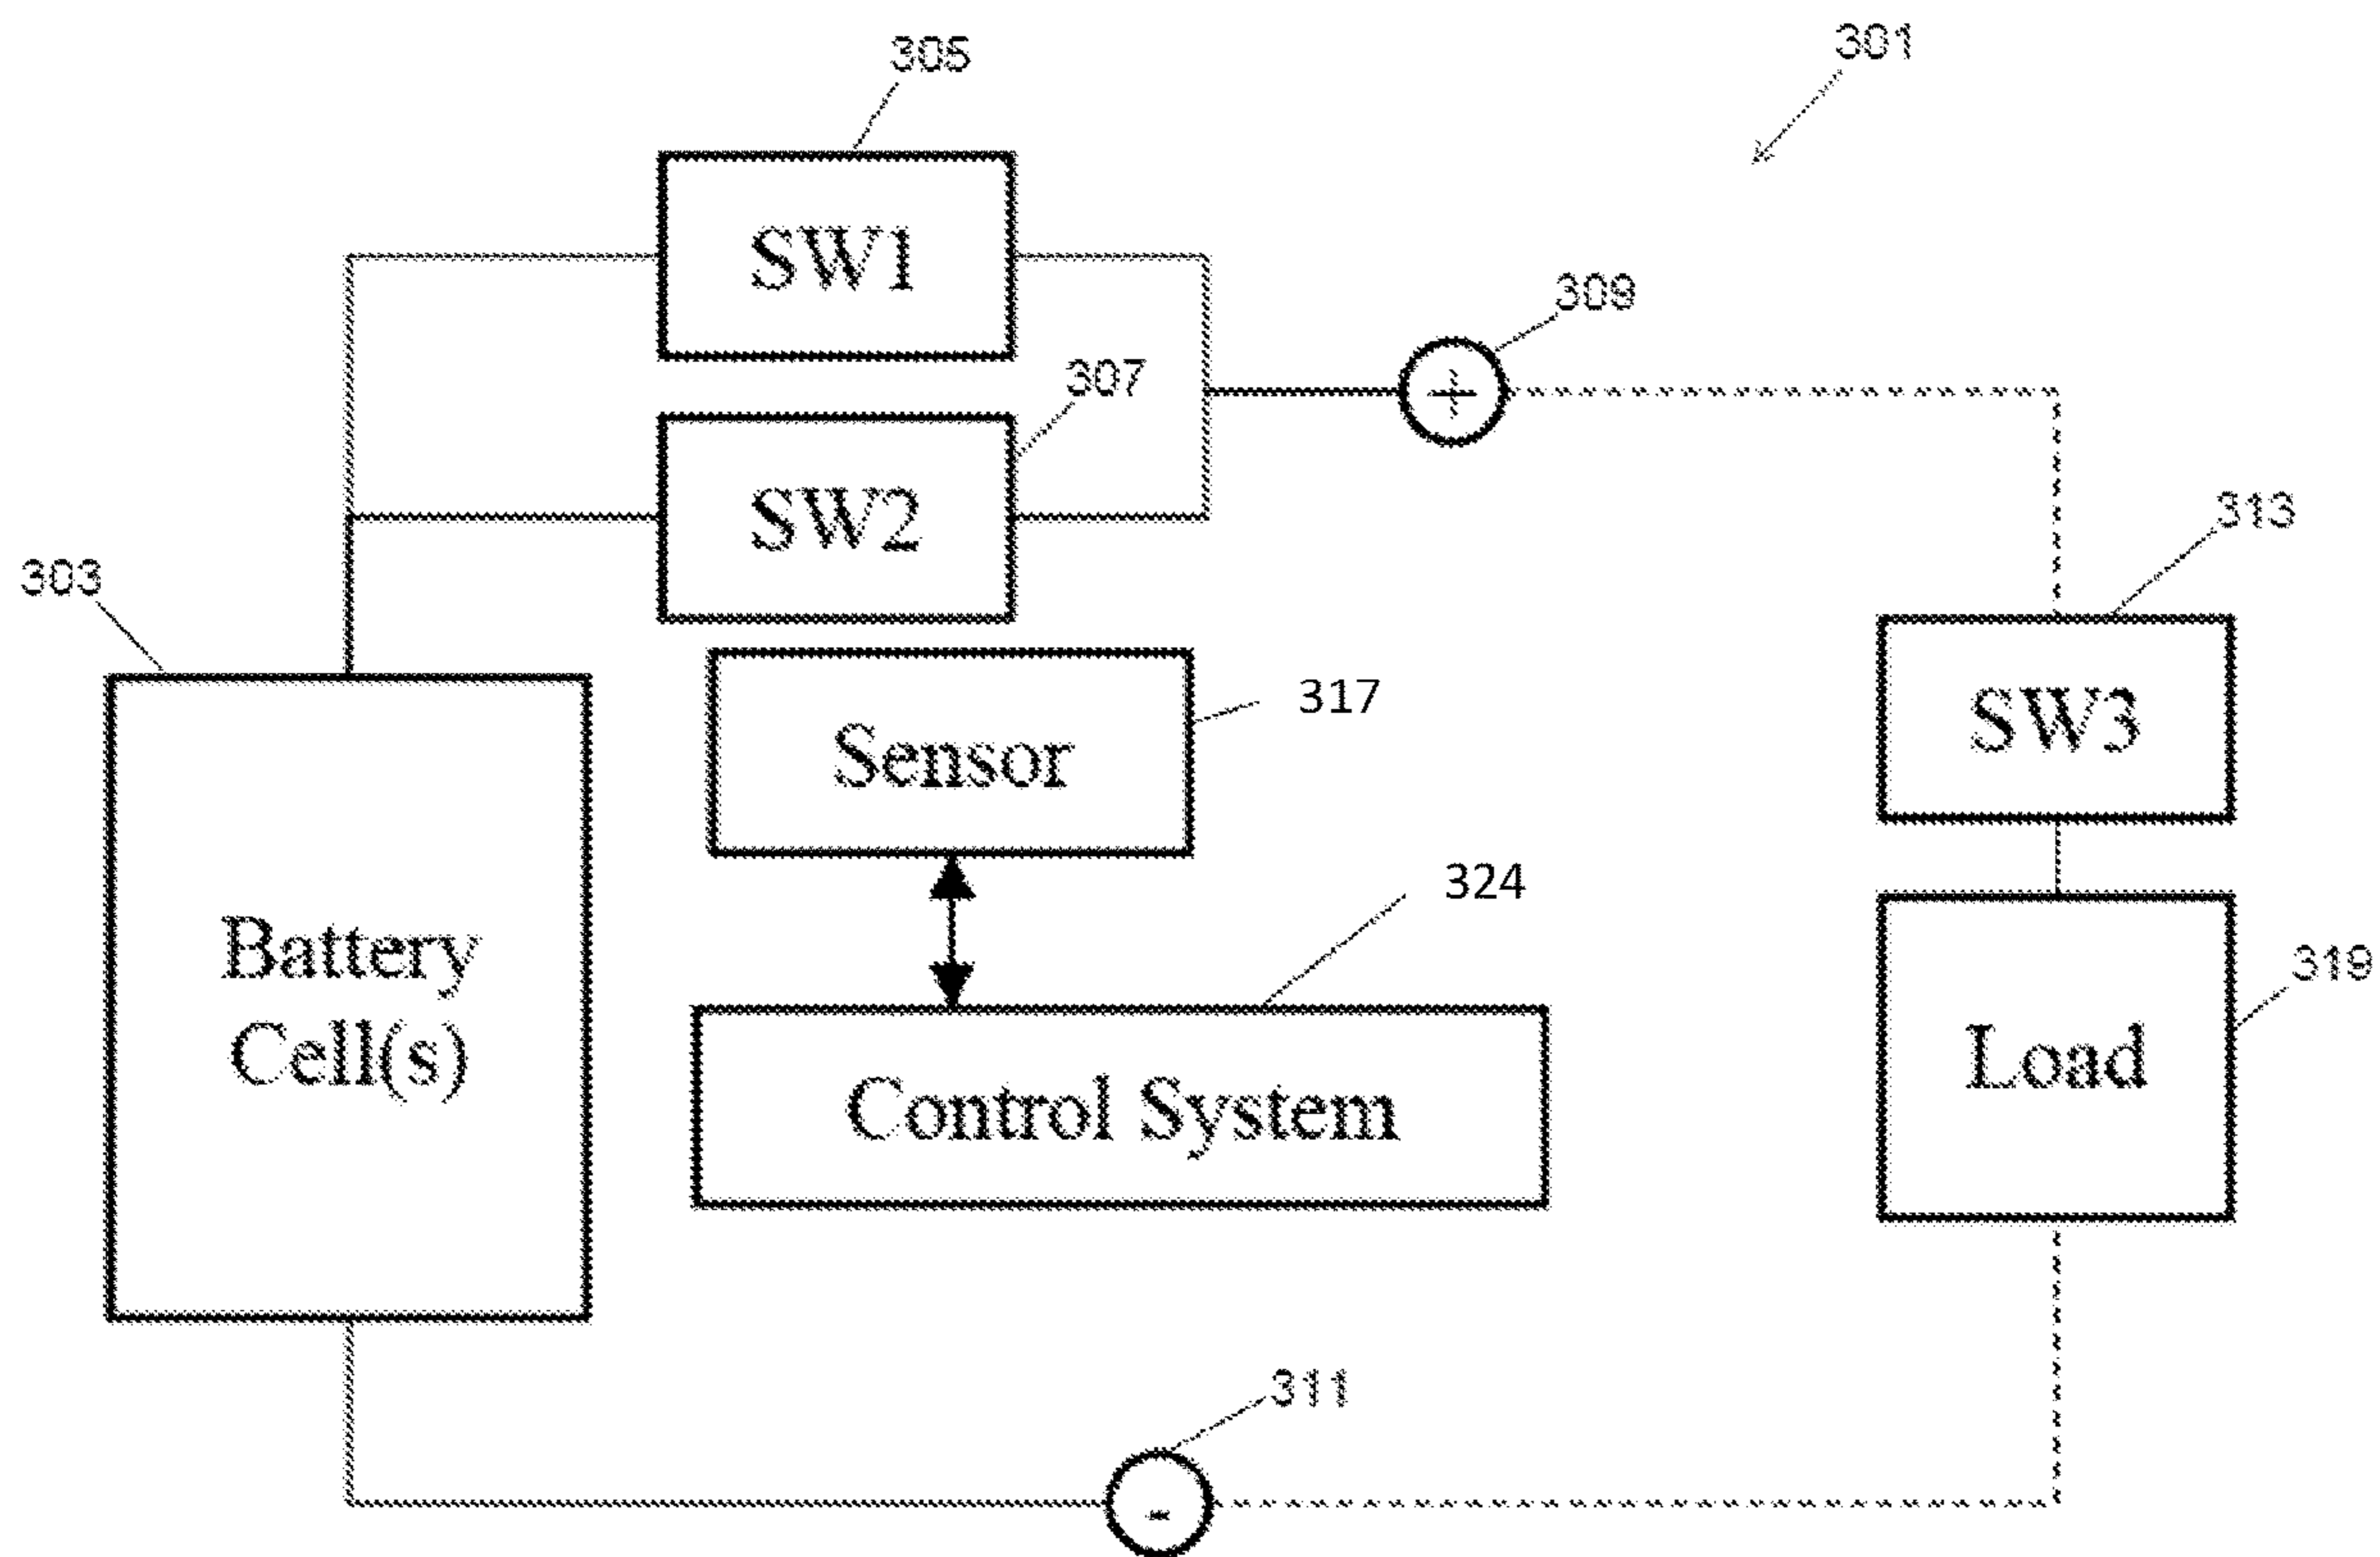 305
301
SW1
309
307
SW2
313
303
317
Sensor
SW3
324
Battery
Cell(s)
319
Load
Control System
311
+
-